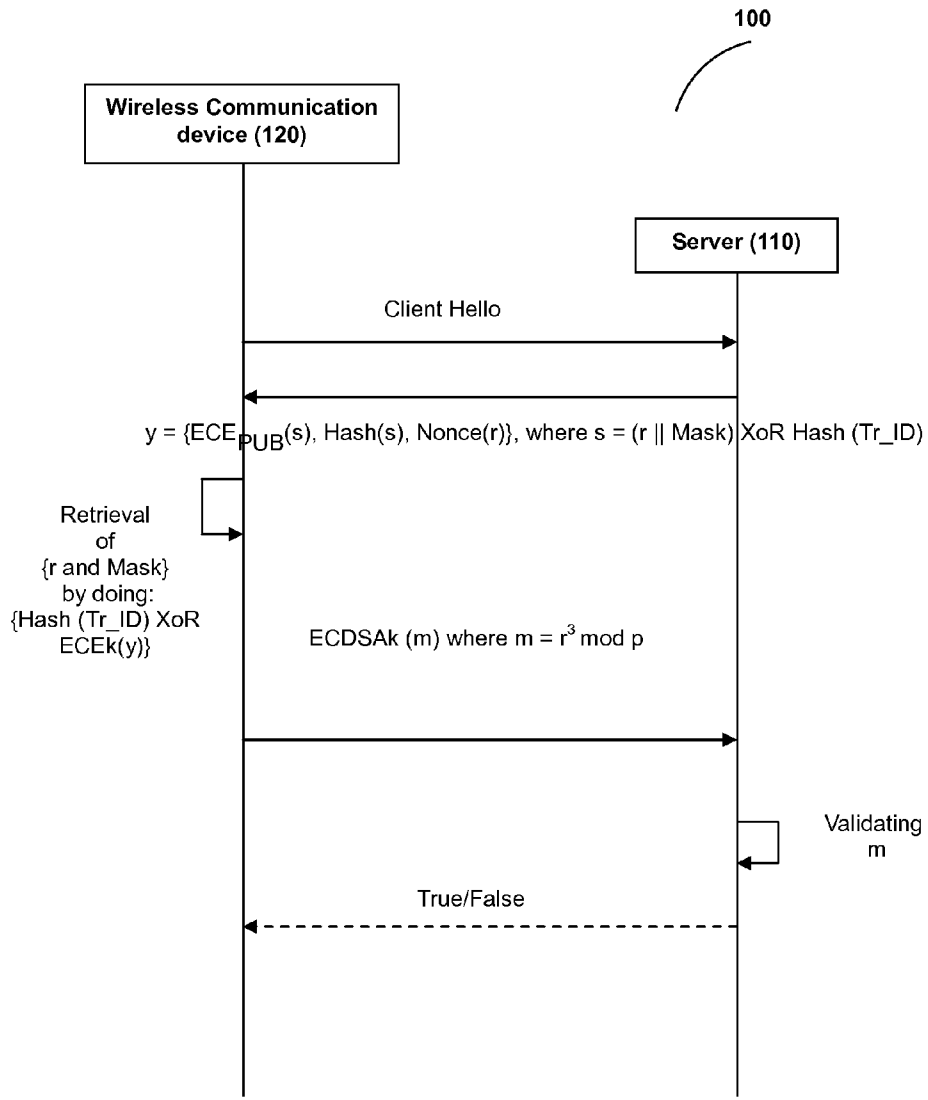 100
Wireless Communication
device (120)
Server (110)
Client Hello
y = {ECE_PUB(s), Hash(s), Nonce(r)}, where s = (r || Mask) XoR Hash (Tr_ID)
Retrieval
of
{r and Mask}
by doing:
{Hash (Tr_ID) XoR
ECEk(y)}
ECDSAk (m) where m = r³ mod p
Validating
m
True/False